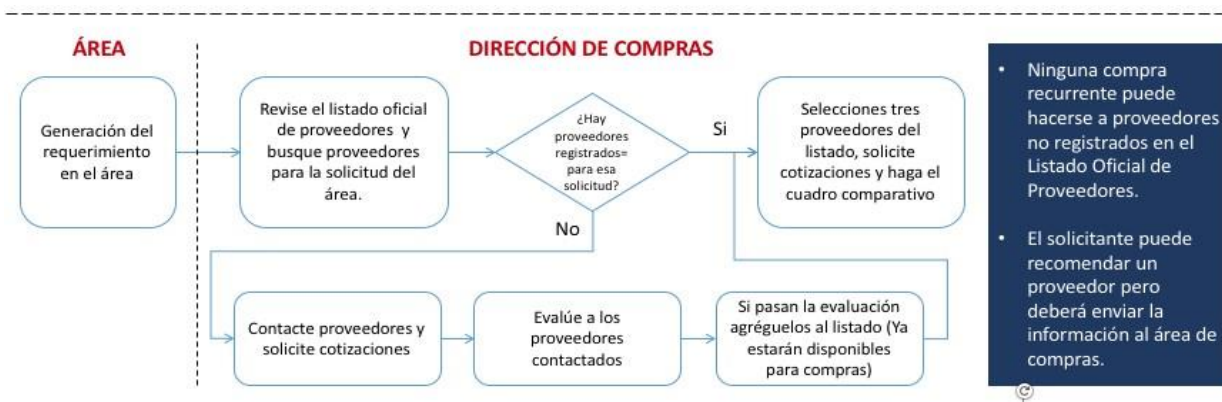 ÁREA
DIRECCIÓN DE COMPRAS
Generación del
requerimiento
en el área
Revise el listado oficial
de proveedores y
busque proveedores
para la solicitud del
área.
¿Hay
proveedores
registrados=
para esa
solicitud?
Si
No
Selecciones tres
proveedores del
listado, solicite
cotizaciones y haga el
cuadro comparativo
Contacte proveedores y
solicite cotizaciones
Evalúe a los
proveedores
contactados
Si pasan la evaluación
agréguelos al listado (Ya
estarán disponibles
para compras)
• Ninguna compra
recurrente puede
hacerse a proveedores
no registrados en el
Listado Oficial de
Proveedores.
• El solicitante puede
recomendar un
proveedor pero
deberá enviar la
información al área de
compras.